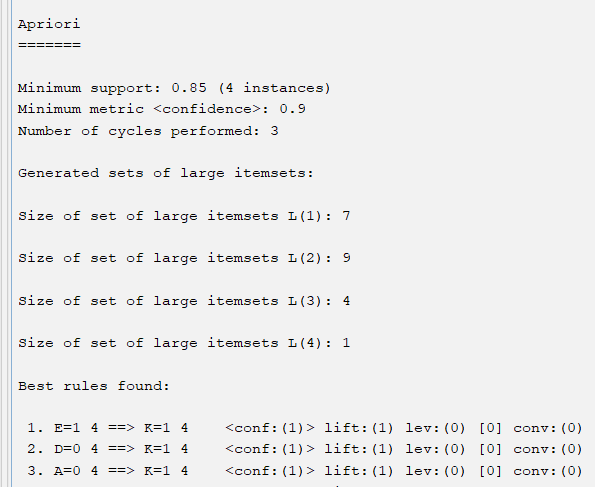 Apriori
=======
Minimum support: 0.85 (4 instances)
Minimum metric <confidence>: 0.9
Number of cycles performed: 3
Generated sets of large itemsets:
Size of set of large itemsets L(1): 7
Size of set of large itemsets L(2): 9
Size of set of large itemsets L(3): 4
Size of set of large itemsets L(4): 1
Best rules found:
1. E=1 4 ==> K=1 4    <conf:(1)> lift:(1) lev:(0) [0] conv:(0)
2. D=0 4 ==> K=1 4    <conf:(1)> lift:(1) lev:(0) [0] conv:(0)
3. A=0 4 ==> K=1 4    <conf:(1)> lift:(1) lev:(0) [0] conv:(0)